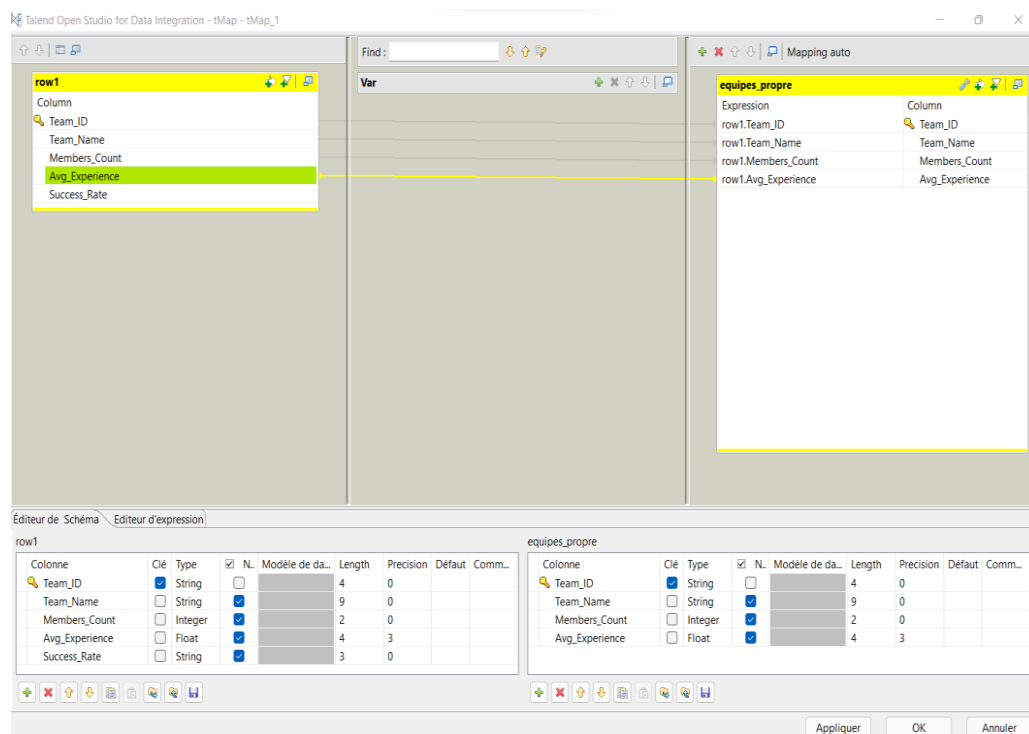 Talend Open Studio for Data Integration - tMap - tMap_1
Find :
Mapping auto
row1
Column
Team_ID
Team_Name
Members_Count
Avg_Experience
Success_Rate
Var
equipes_propre
Expression Column
row1.Team_ID Team_ID
row1.Team_Name Team_Name
row1.Members_Count Members_Count
row1.Avg_Experience Avg_Experience
Éditeur de Schéma Editeur d'expression
row1
Colonne Clé Type N.. Modèle de da... Length Precision Défaut Comm...
Team_ID String 4 0
Team_Name String 9 0
Members_Count Integer 2 0
Avg_Experience Float 4 3
Success_Rate String 3 0
equipes_propre
Colonne Clé Type N.. Modèle de da... Length Precision Défaut Comm...
Team_ID String 4 0
Team_Name String 9 0
Members_Count Integer 2 0
Avg_Experience Float 4 3
Appliquer OK Annuler